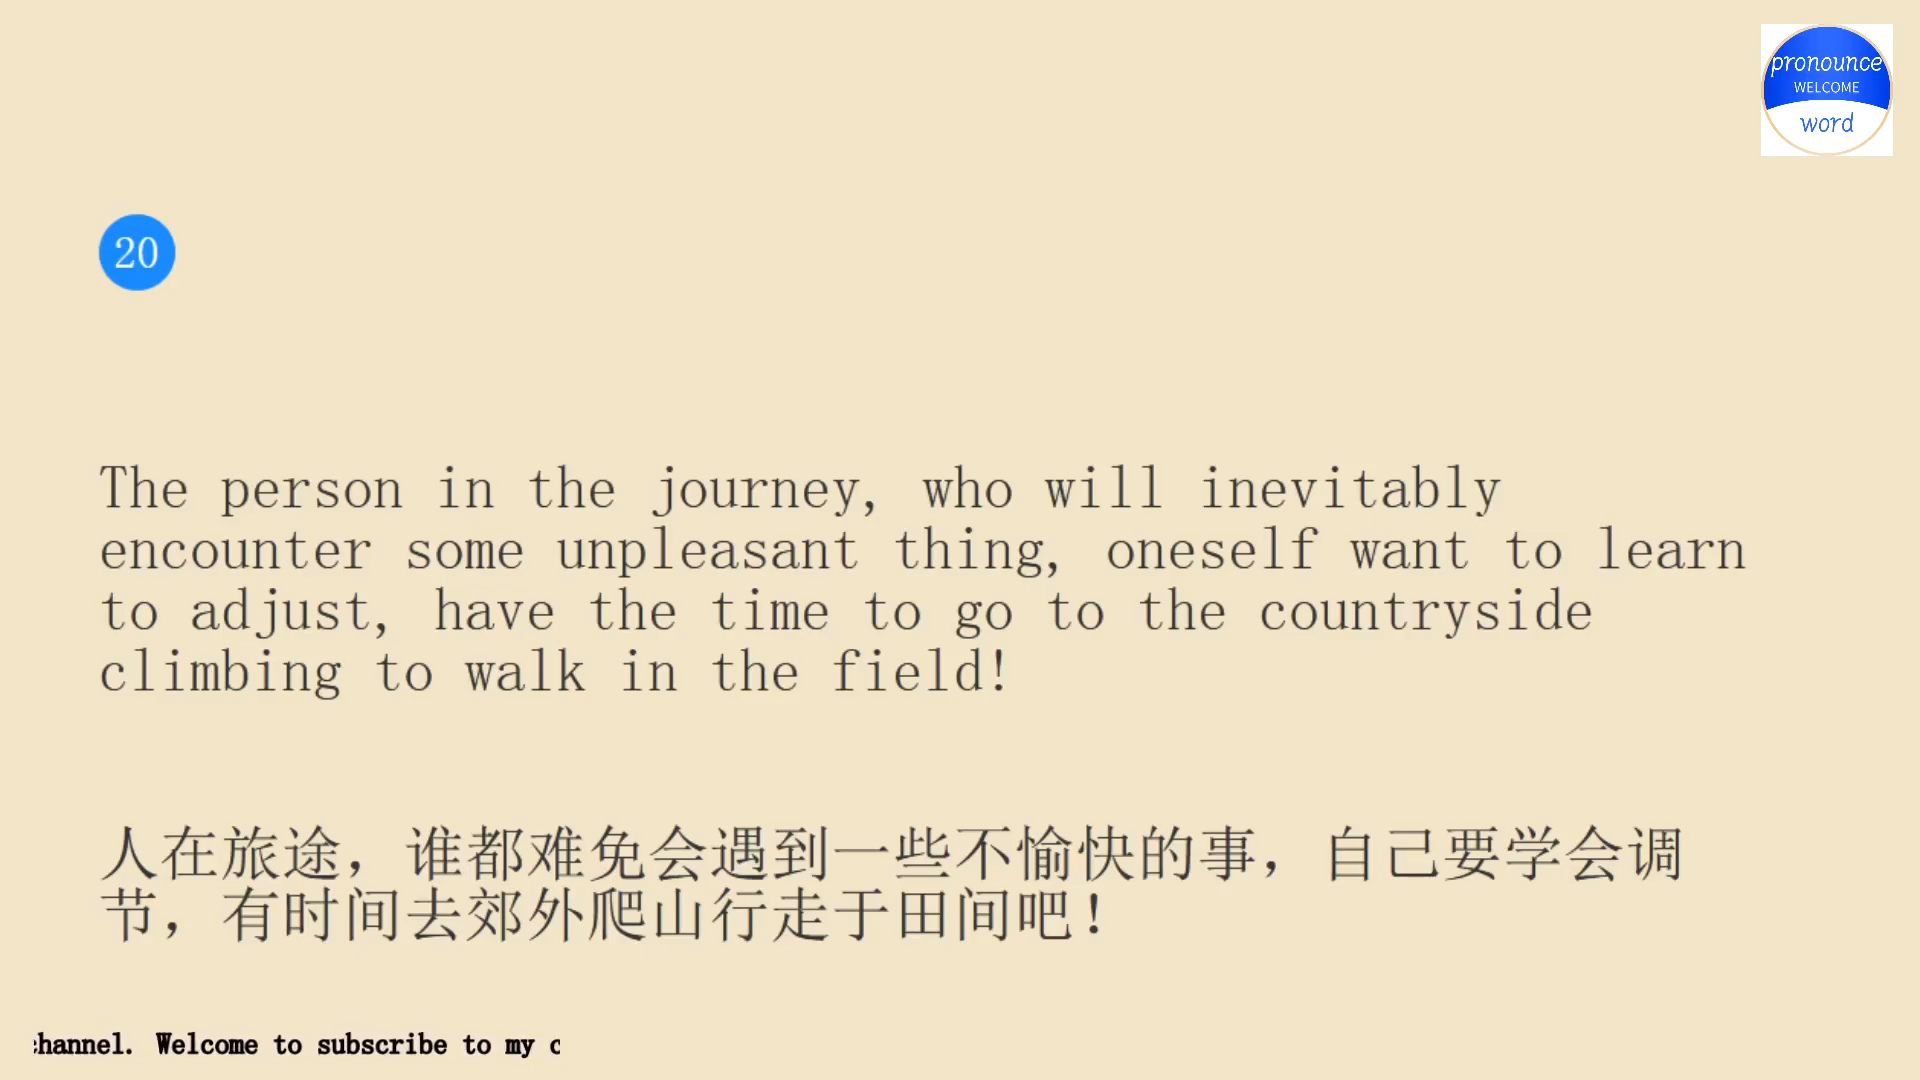 pronounce
WELCOME
word
20
The person in the journey, who will inevitably
encounter some unpleasant thing, oneself want to learn
to adjust, have the time to go to the countryside
climbing to walk in the field!
人在旅途，谁都难免会遇到一些不愉快的事，自己要学会调
节，有时间去郊外爬山行走于田间吧！
channel. Welcome to subscribe to my c